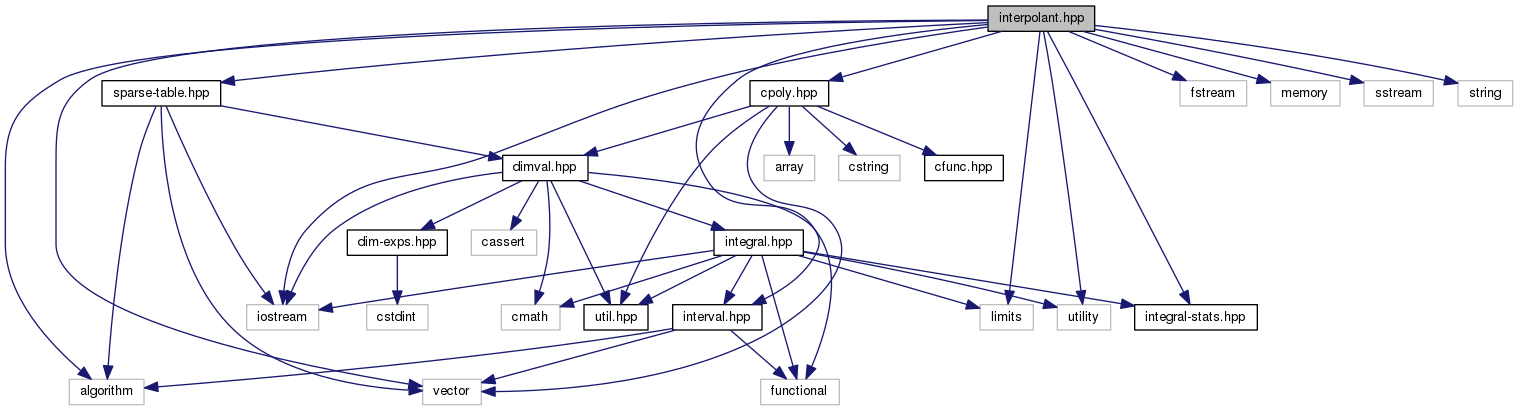 interpolant.hpp
sparse-table.hpp
cpoly.hpp
fstream
memory
sstream
string
dimval.hpp
array
cstring
cfunc.hpp
dim-exps.hpp
cassert
integral.hpp
iostream
cstdint
cmath
util.hpp
interval.hpp
limits
utility
integral-stats.hpp
algorithm
vector
functional